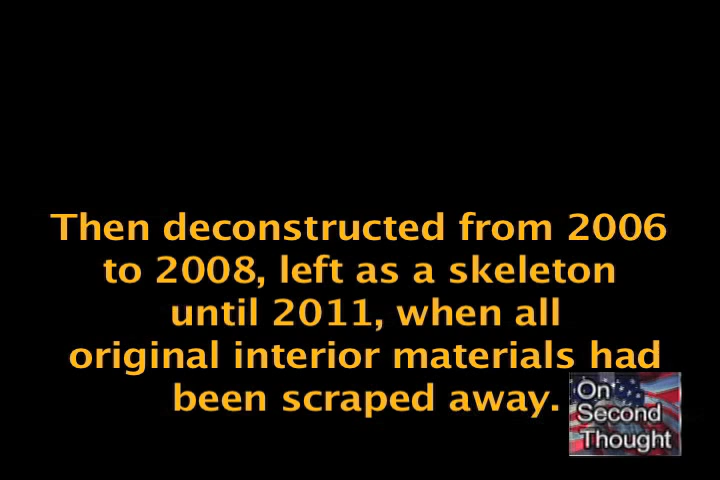 Then deconstructed from 2006
to 2008, left as a skeleton
until 2011, when all
original interior materials had
been scraped away.
On
Second
Thought